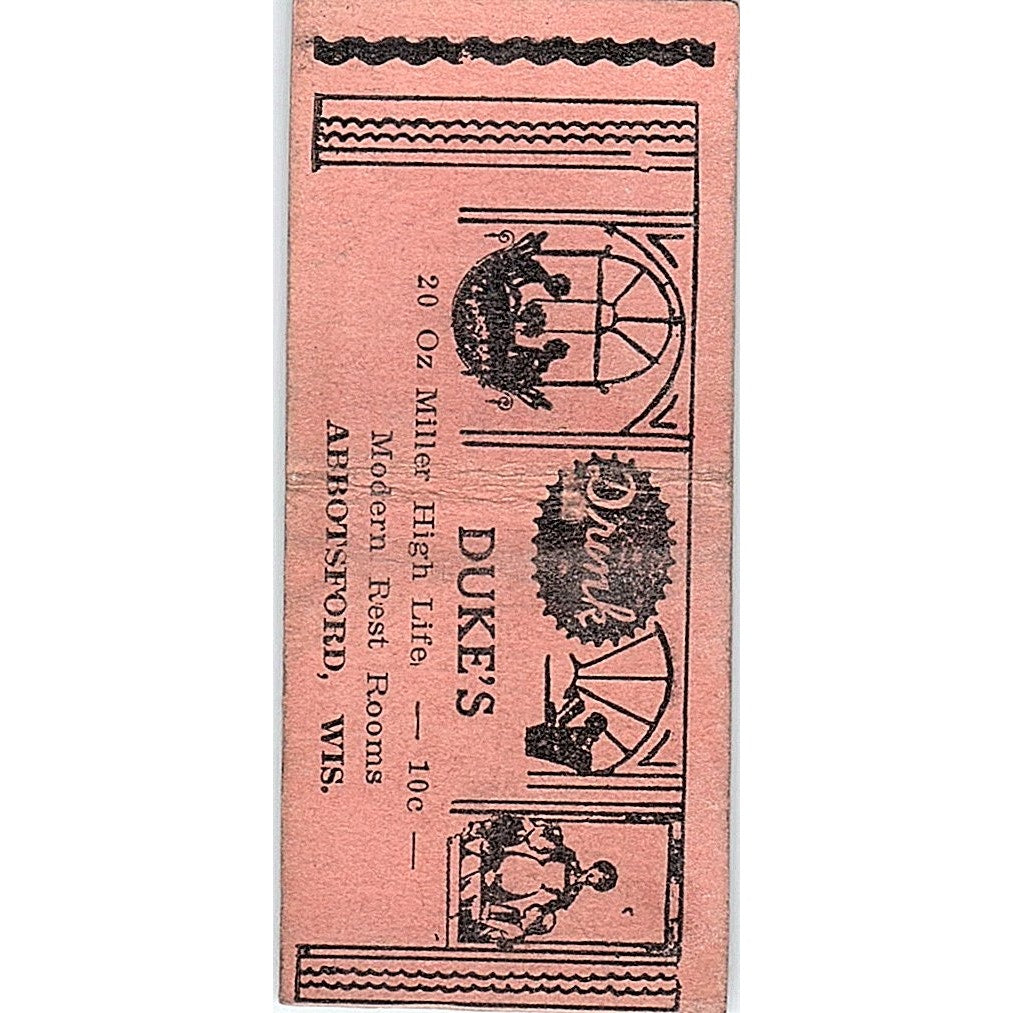 Drink
DUKE'S
20 Oz Miller High Life, — 10c —
Modern Rest Rooms
ABBOTSFORD, WIS.